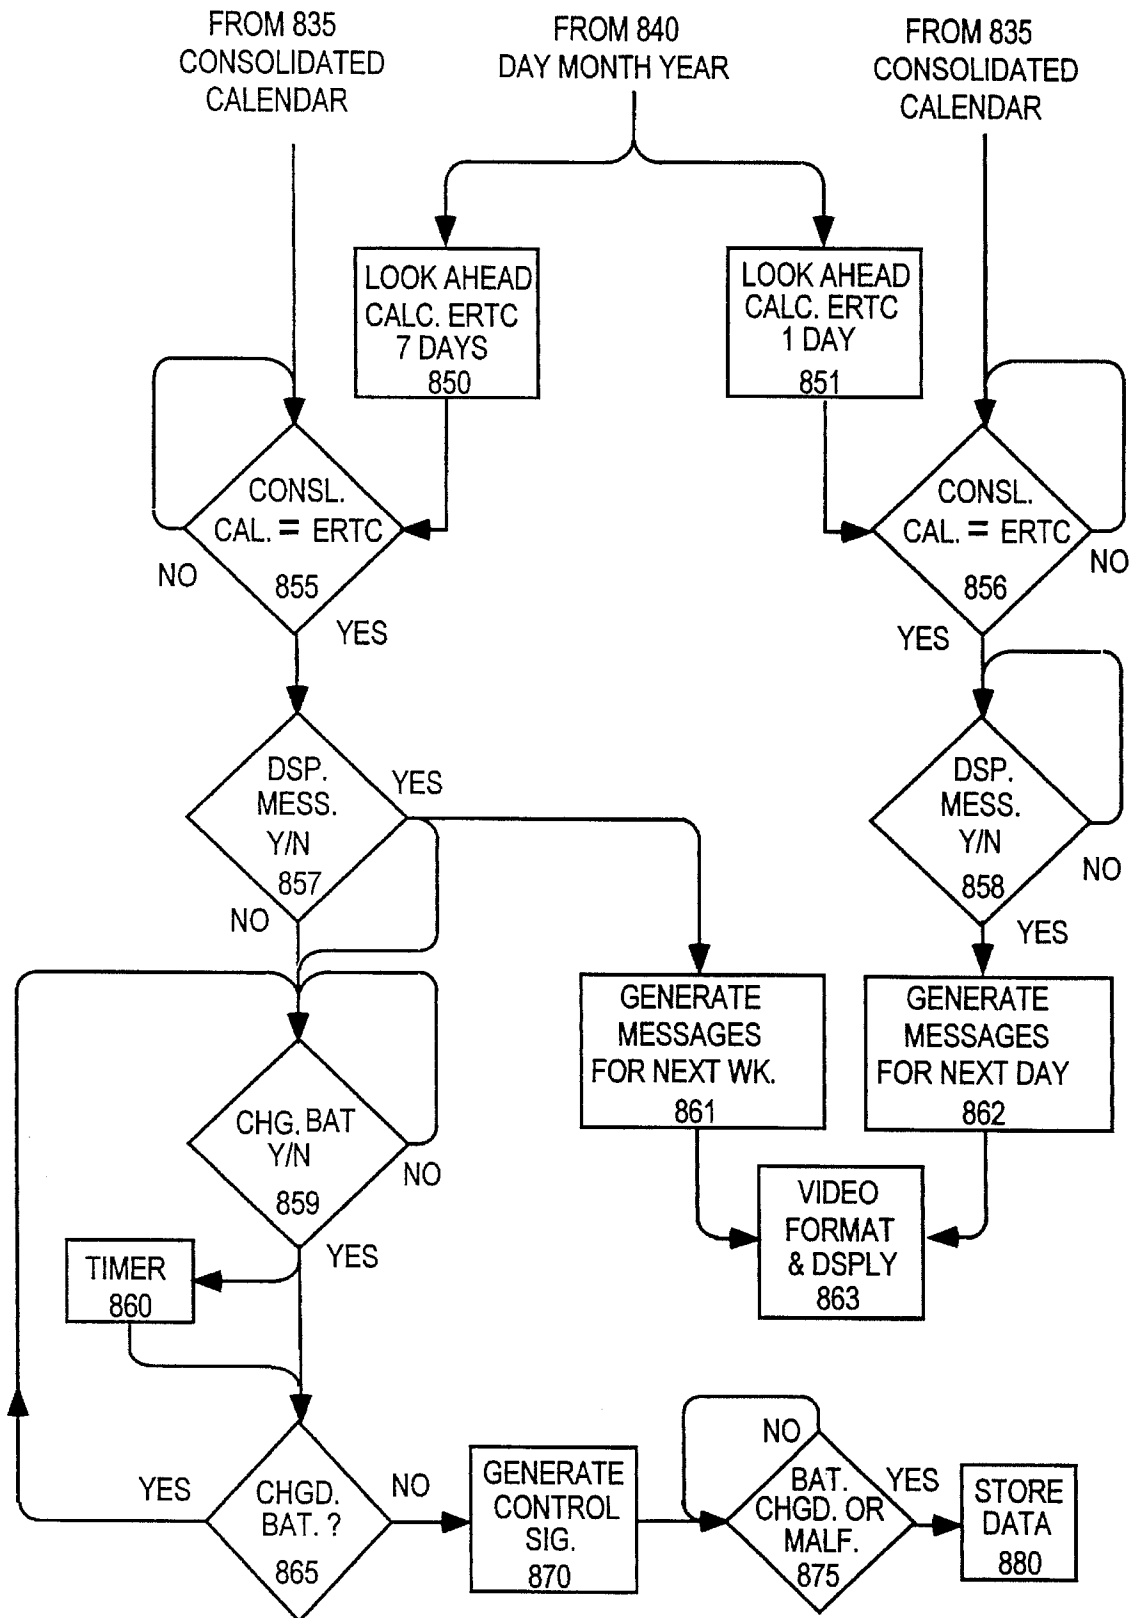 FROM 835
CONSOLIDATED
CALENDAR
FROM 840
DAY MONTH YEAR
FROM 835
CONSOLIDATED
CALENDAR
LOOK AHEAD
CALC. ERTC
7 DAYS
850
LOOK AHEAD
CALC. ERTC
1 DAY
851
CONSL.
CAL. = ERTC
855
NO
YES
CONSL.
CAL. = ERTC
856
NO
YES
DSP.
MESS.
Y/N
857
YES
NO
DSP.
MESS.
Y/N
858
NO
YES
GENERATE
MESSAGES
FOR NEXT WK.
861
GENERATE
MESSAGES
FOR NEXT DAY
862
CHG. BAT
Y/N
859
NO
YES
VIDEO
FORMAT
& DSPLY
863
TIMER
860
YES
CHGD.
BAT. ?
865
NO
GENERATE
CONTROL
SIG.
870
NO
BAT.
CHGD. OR
MALF.
875
YES
STORE
DATA
880